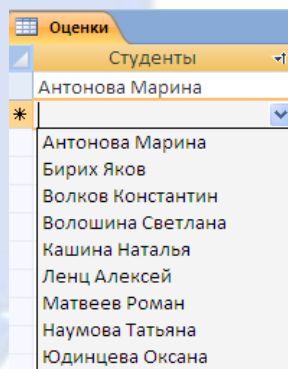 Оценки
Студенты
Антонова Марина
Антонова Марина
Бирих Яков
Волков Константин
Волошина Светлана
Кашина Наталья
Ленц Алексей
Матвеев Роман
Наумова Татьяна
Юдинцева Оксана